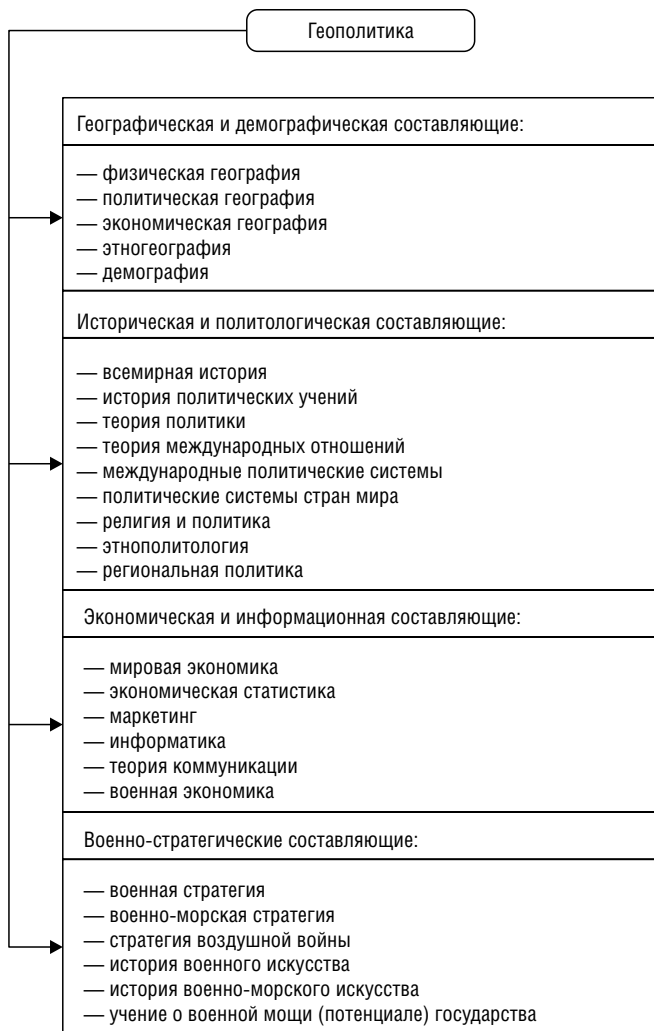 Геополитика
Географическая и демографическая составляющие:
— физическая география
— политическая география
— экономическая география
— этногеография
— демография
Историческая и политологическая составляющие:
— всемирная история
— история политических учений
— теория политики
— теория международных отношений
— международные политические системы
— политические системы стран мира
— религия и политика
— этнополитология
— региональная политика
Экономическая и информационная составляющие:
— мировая экономика
— экономическая статистика
— маркетинг
— информатика
— теория коммуникации
— военная экономика
Военно-стратегические составляющие:
— военная стратегия
— военно-морская стратегия
— стратегия воздушной войны
— история военного искусства
— история военно-морского искусства
— учение о военной мощи (потенциале) государства